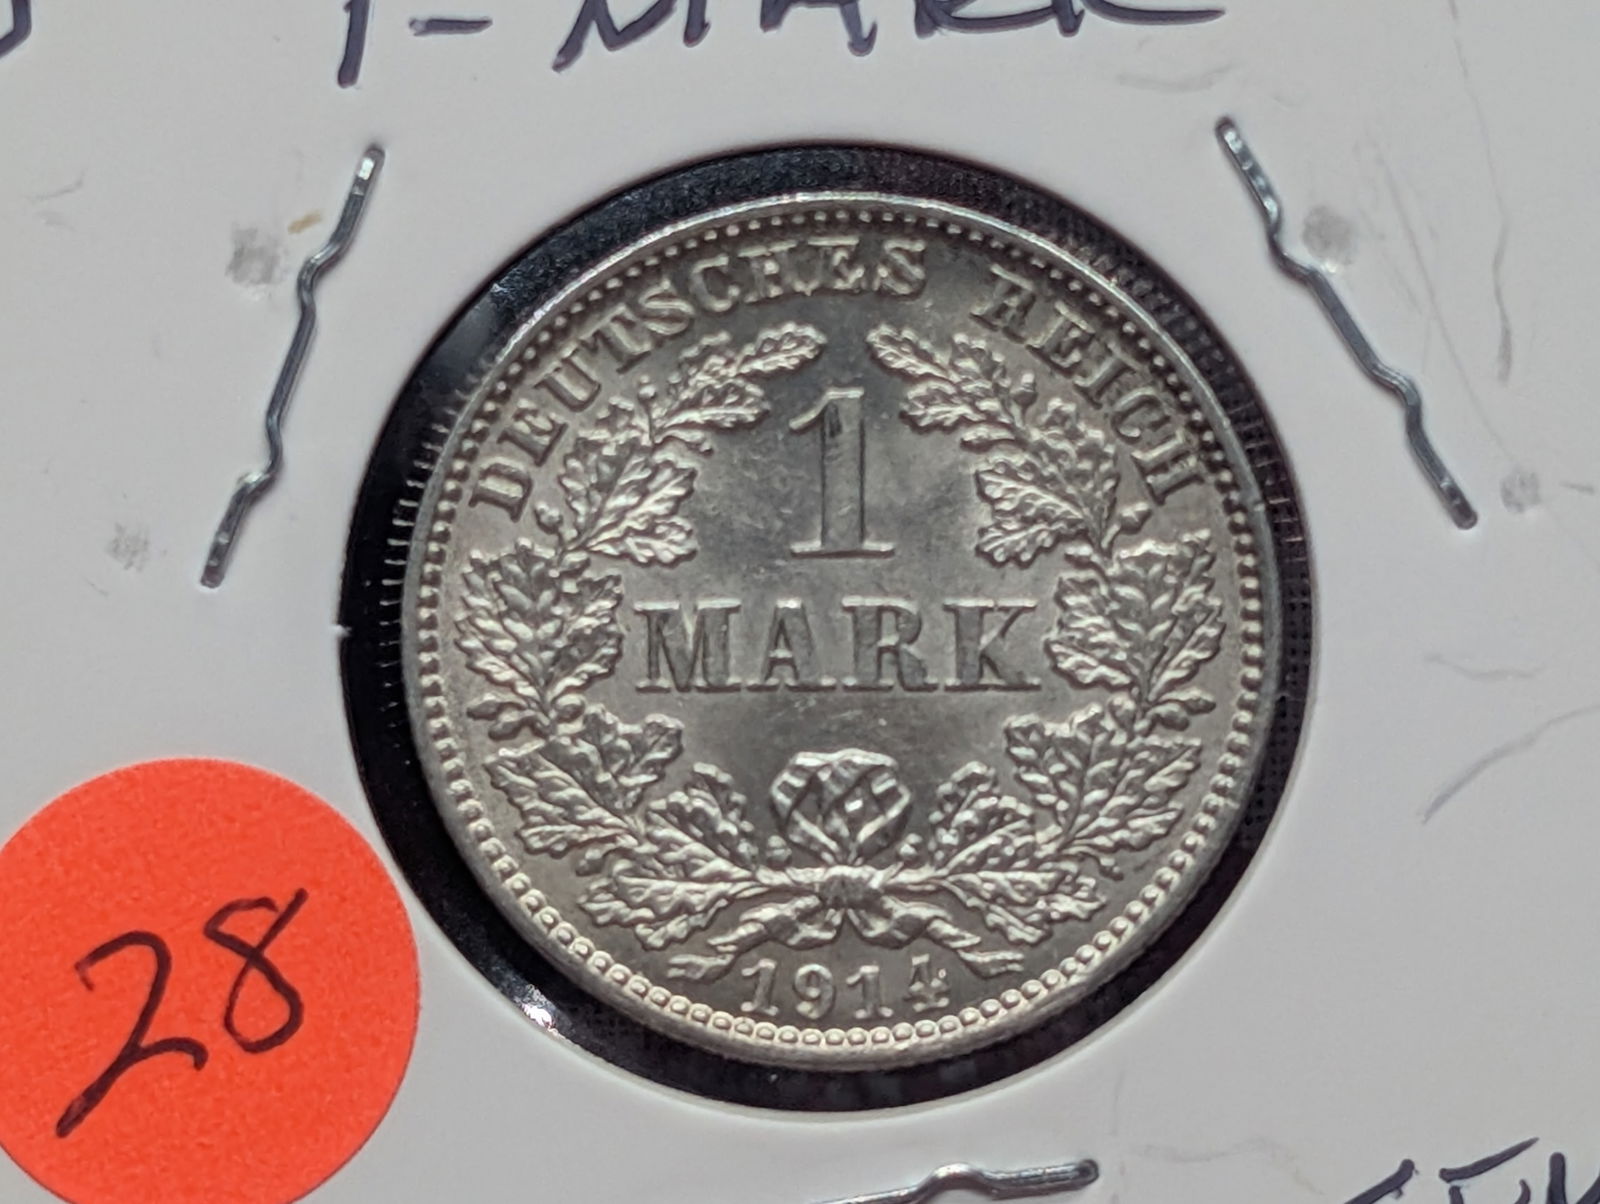 1-MARK
DEUTSCHES REICH
1
MARK
1914
28